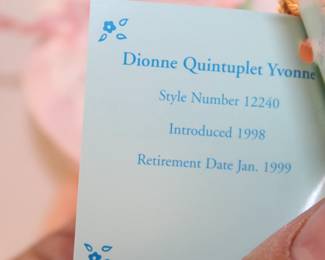 Dionne Quintuplet Yvonne
Style Number 12240
Introduced 1998
Retirement Date Jan. 1999